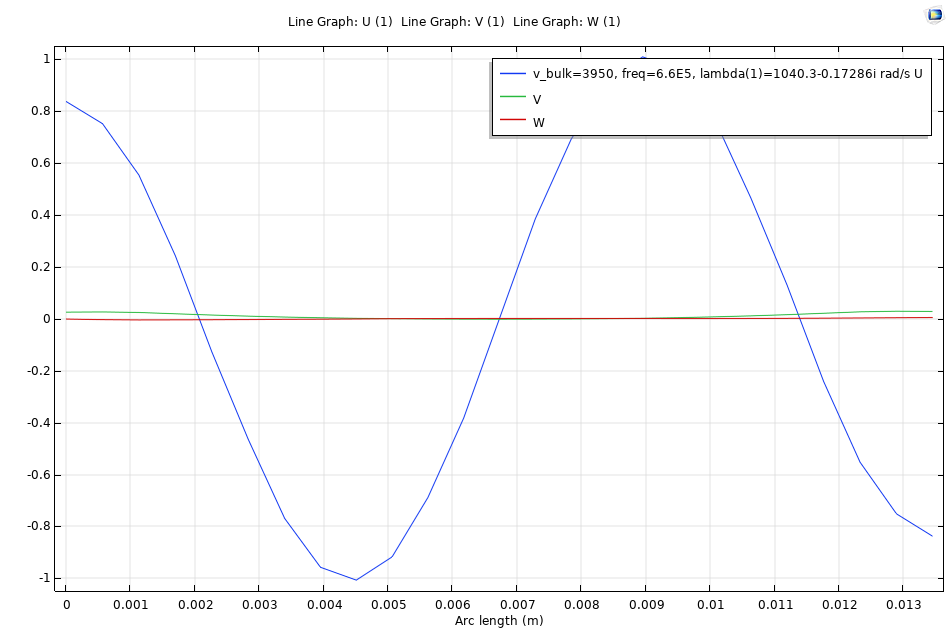 Line Graph: U (1)  Line Graph: V (1)  Line Graph: W (1)
v_bulk=3950, freq=6.6E5, lambda(1)=1040.3-0.17286i rad/s U
V
W
1
0.8
0.6
0.4
0.2
0
-0.2
-0.4
-0.6
-0.8
-1
0 0.001 0.002 0.003 0.004 0.005 0.006 0.007 0.008 0.009 0.01 0.011 0.012 0.013
Arc length (m)